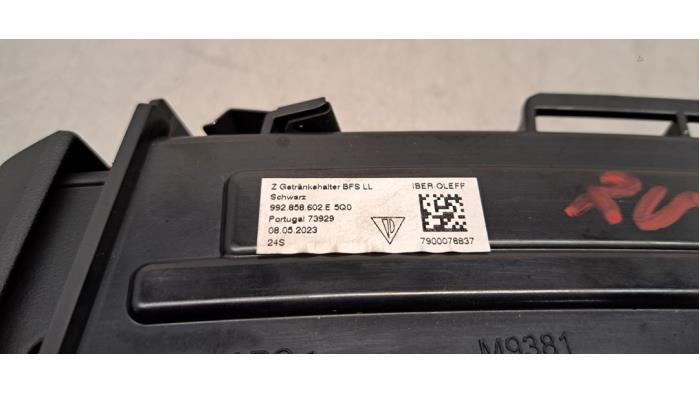 Z Getränkehalter BFS LL
IBER OLEFF
Schwarz
992.858.602.E 5Q0
Portugal 73929
08.05.2023
24S
7900078837
M9381